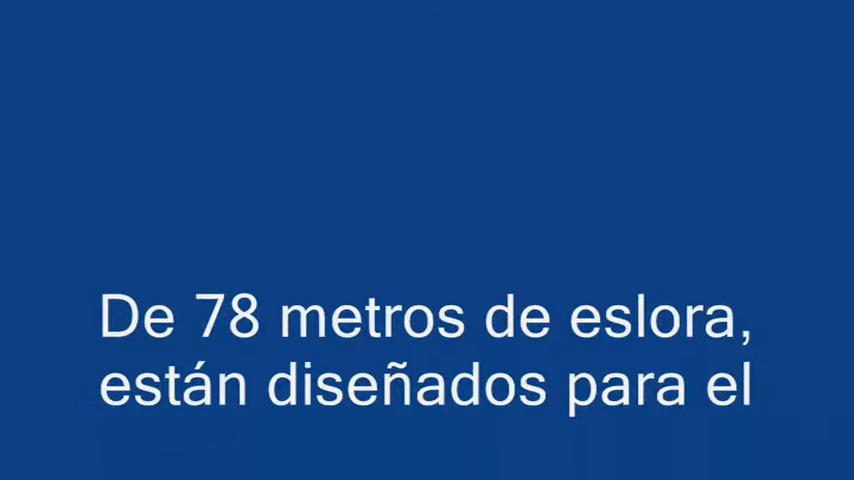 De 78 metros de eslora,
están diseñados para el